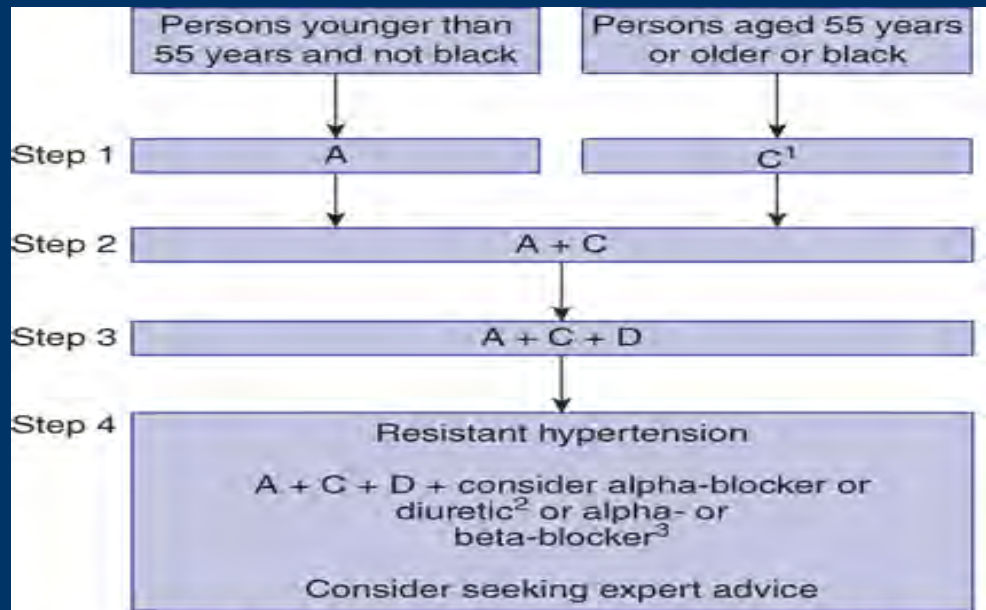 Persons younger than
55 years and not black
Persons aged 55 years
or older or black
Step 1
A
C¹
Step 2
A + C
Step 3
A + C + D
Step 4
Resistant hypertension
A + C + D + consider alpha-blocker or
diuretic² or alpha- or
beta-blocker³
Consider seeking expert advice